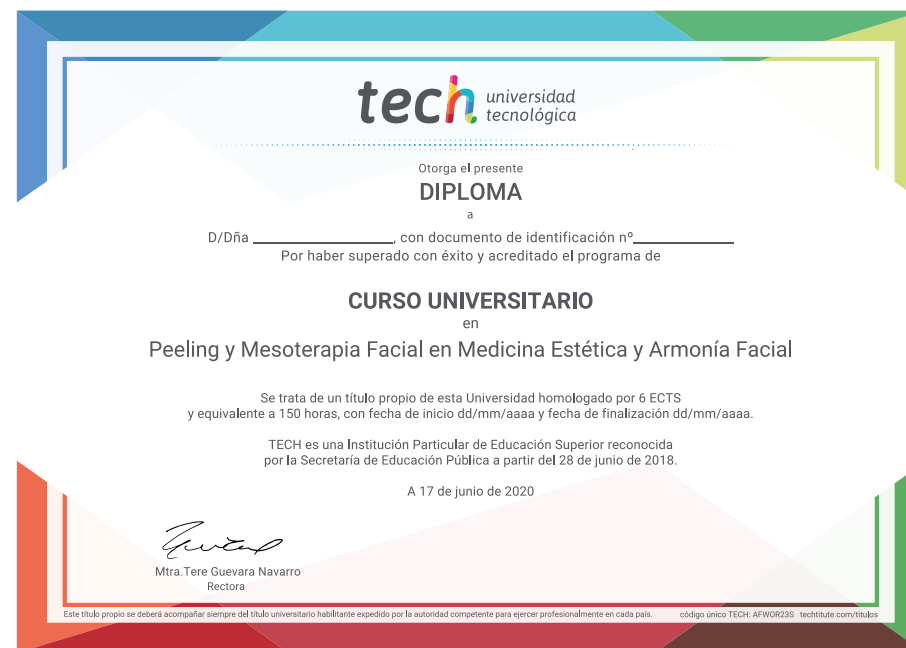 tech universidad
tecnológica
Otorga el presente
DIPLOMA
a
D/Dña ____________________, con documento de identificación nº______________
Por haber superado con éxito y acreditado el programa de
CURSO UNIVERSITARIO
en
Peeling y Mesoterapia Facial en Medicina Estética y Armonía Facial
Se trata de un título propio de esta Universidad homologado por 6 ECTS
y equivalente a 150 horas, con fecha de inicio dd/mm/aaaa y fecha de finalización dd/mm/aaaa.
TECH es una Institución Particular de Educación Superior reconocida
por la Secretaría de Educación Pública a partir del 28 de junio de 2018.
A 17 de junio de 2020
Mtra.Tere Guevara Navarro
Rectora
Este título propio se deberá acompañar siempre del título universitario habilitante expedido por la autoridad competente para ejercer profesionalmente en cada país. código único TECH: AFWOR23S techtitute.com/titulos